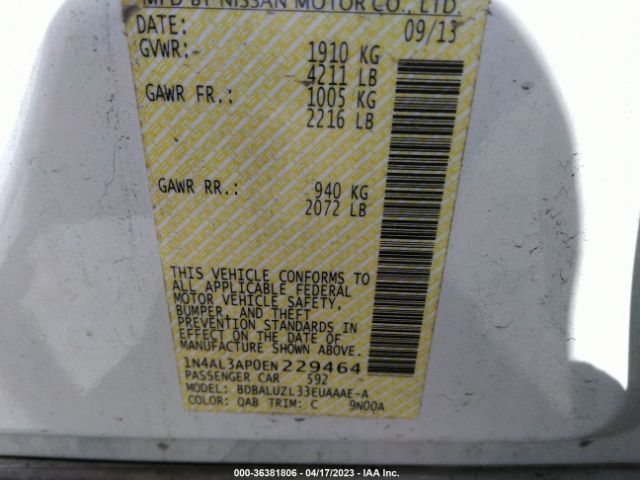 MFD BY NISSAN MOTOR CO., LTD.
DATE: 09/13
GVWR: 1910 KG
4211 LB
GAWR FR.: 1005 KG
2216 LB
GAWR RR.: 940 KG
2072 LB
THIS VEHICLE CONFORMS TO
ALL APPLICABLE FEDERAL
MOTOR VEHICLE SAFETY,
BUMPER, AND THEFT
PREVENTION STANDARDS IN
EFFECT ON THE DATE OF
MANUFACTURE SHOWN ABOVE.
1N4AL3AP0EN 229464
PASSENGER CAR 592
MODEL: BDBALUZL33EUAAAE-A
COLOR: QAB TRIM: C 9N00A
000-36381806 - 04/17/2023 - IAA Inc.